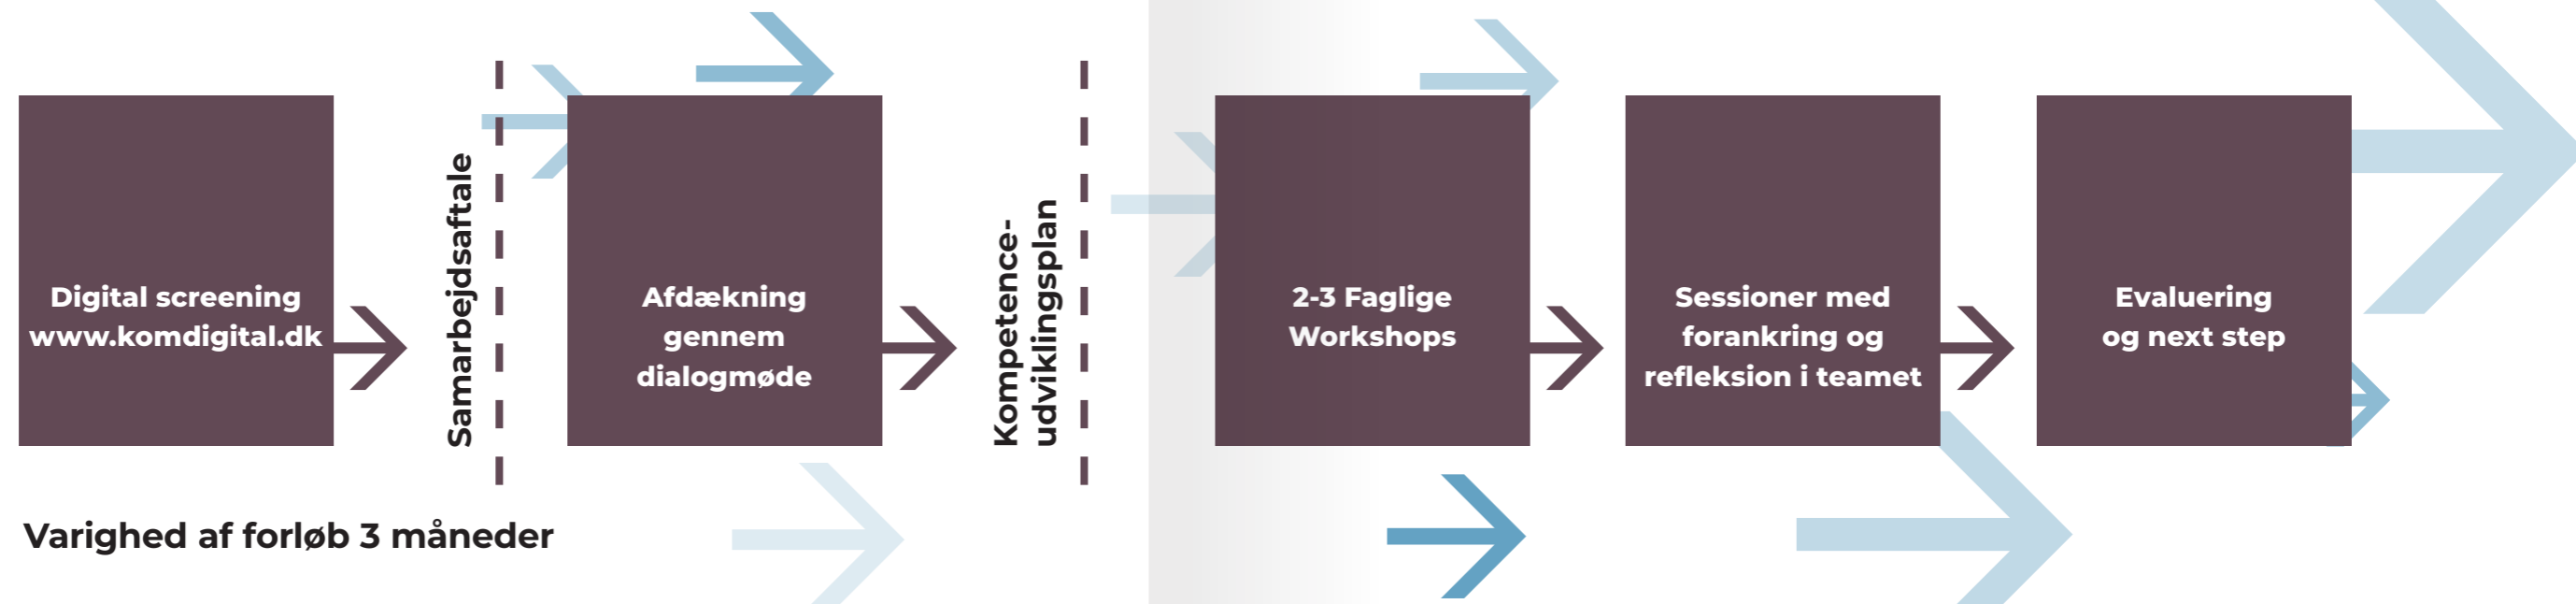 Digital screening
www.komdigital.dk
Samarbejdsaftale
Afdækning
gennem
dialogmøde
Kompetence-
udviklingsplan
2-3 Faglige
Workshops
Sessioner med
forankring og
refleksion i teamet
Evaluering
og next step
Varighed af forløb 3 måneder